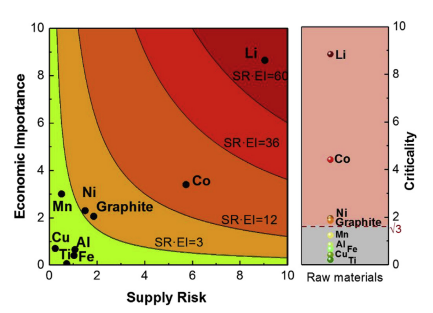 10
8
6
4
2
0
Economic Importance
0
2
4
6
8
10
Supply Risk
Li
SR·EI=60
SR·EI=36
Co
SR·EI=12
SR·EI=3
Ni
Graphite
Mn
Cu
Ti
Al
Fe
10
8
6
4
2
√3
0
Criticality
Li
Co
Ni
Graphite
Mn
Al
Fe
Cu
Ti
Raw materials